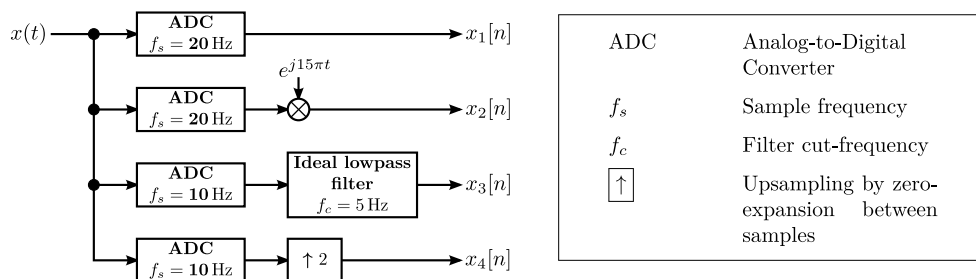 x(t)
ADC
f_s = 20 Hz
x_1[n]
e^{j15πt}
ADC
f_s = 20 Hz
x_2[n]
ADC
f_s = 10 Hz
Ideal lowpass
filter
f_c = 5 Hz
x_3[n]
ADC
f_s = 10 Hz
↑ 2
x_4[n]
ADC Analog-to-Digital
Converter
f_s Sample frequency
f_c Filter cut-frequency
↑ Upsampling by zero-
expansion between
samples